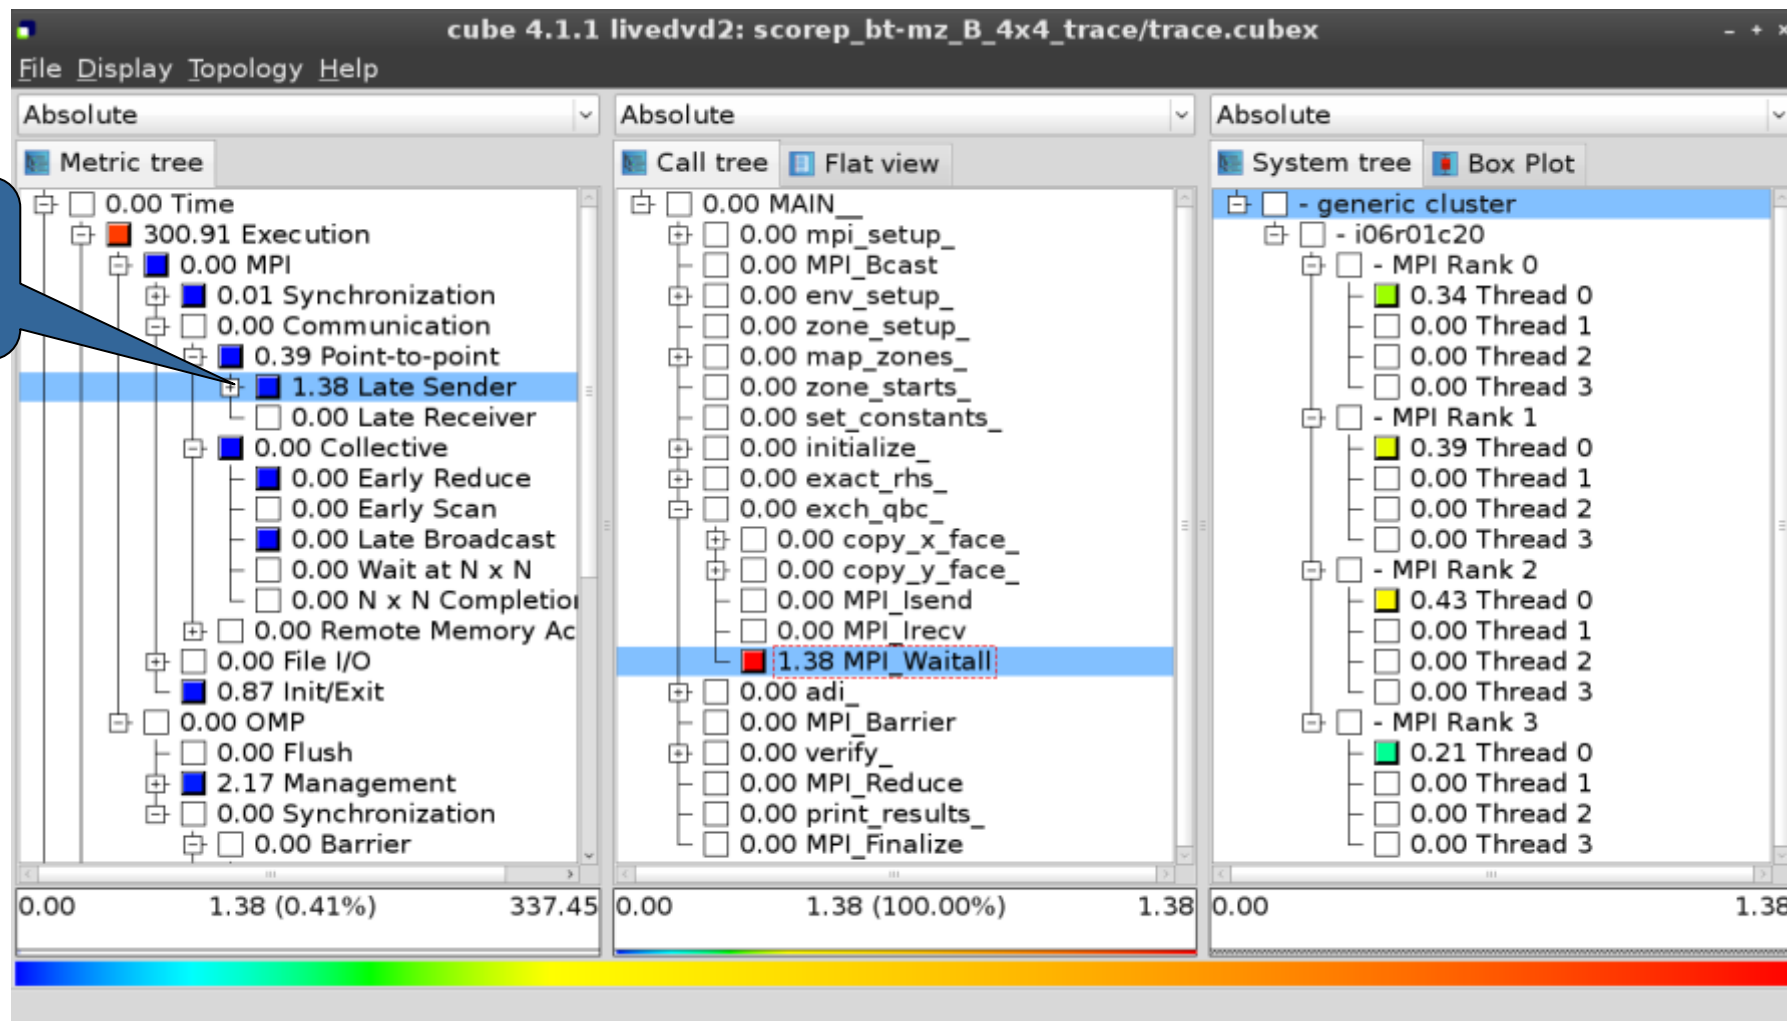 cube 4.1.1 livedvd2: scorep_bt-mz_B_4x4_trace/trace.cubex
File Display Topology Help
Absolute
Metric tree
0.00 Time
300.91 Execution
0.00 MPI
0.01 Synchronization
0.00 Communication
0.39 Point-to-point
1.38 Late Sender
0.00 Late Receiver
0.00 Collective
0.00 Early Reduce
0.00 Early Scan
0.00 Late Broadcast
0.00 Wait at N x N
0.00 N x N Completion
0.00 Remote Memory Ac
0.00 File I/O
0.87 Init/Exit
0.00 OMP
0.00 Flush
2.17 Management
0.00 Synchronization
0.00 Barrier
0.00 1.38 (0.41%) 337.45
Absolute
Call tree Flat view
0.00 MAIN__
0.00 mpi_setup_
0.00 MPI_Bcast
0.00 env_setup_
0.00 zone_setup_
0.00 map_zones_
0.00 zone_starts_
0.00 set_constants_
0.00 initialize_
0.00 exact_rhs_
0.00 exch_qbc_
0.00 copy_x_face_
0.00 copy_y_face_
0.00 MPI_Isend
0.00 MPI_Irecv
1.38 MPI_Waitall
0.00 adi_
0.00 MPI_Barrier
0.00 verify_
0.00 MPI_Reduce
0.00 print_results_
0.00 MPI_Finalize
0.00 1.38 (100.00%) 1.38
Absolute
System tree Box Plot
- generic cluster
- i06r01c20
- MPI Rank 0
0.34 Thread 0
0.00 Thread 1
0.00 Thread 2
0.00 Thread 3
- MPI Rank 1
0.39 Thread 0
0.00 Thread 1
0.00 Thread 2
0.00 Thread 3
- MPI Rank 2
0.43 Thread 0
0.00 Thread 1
0.00 Thread 2
0.00 Thread 3
- MPI Rank 3
0.21 Thread 0
0.00 Thread 1
0.00 Thread 2
0.00 Thread 3
0.00 1.38